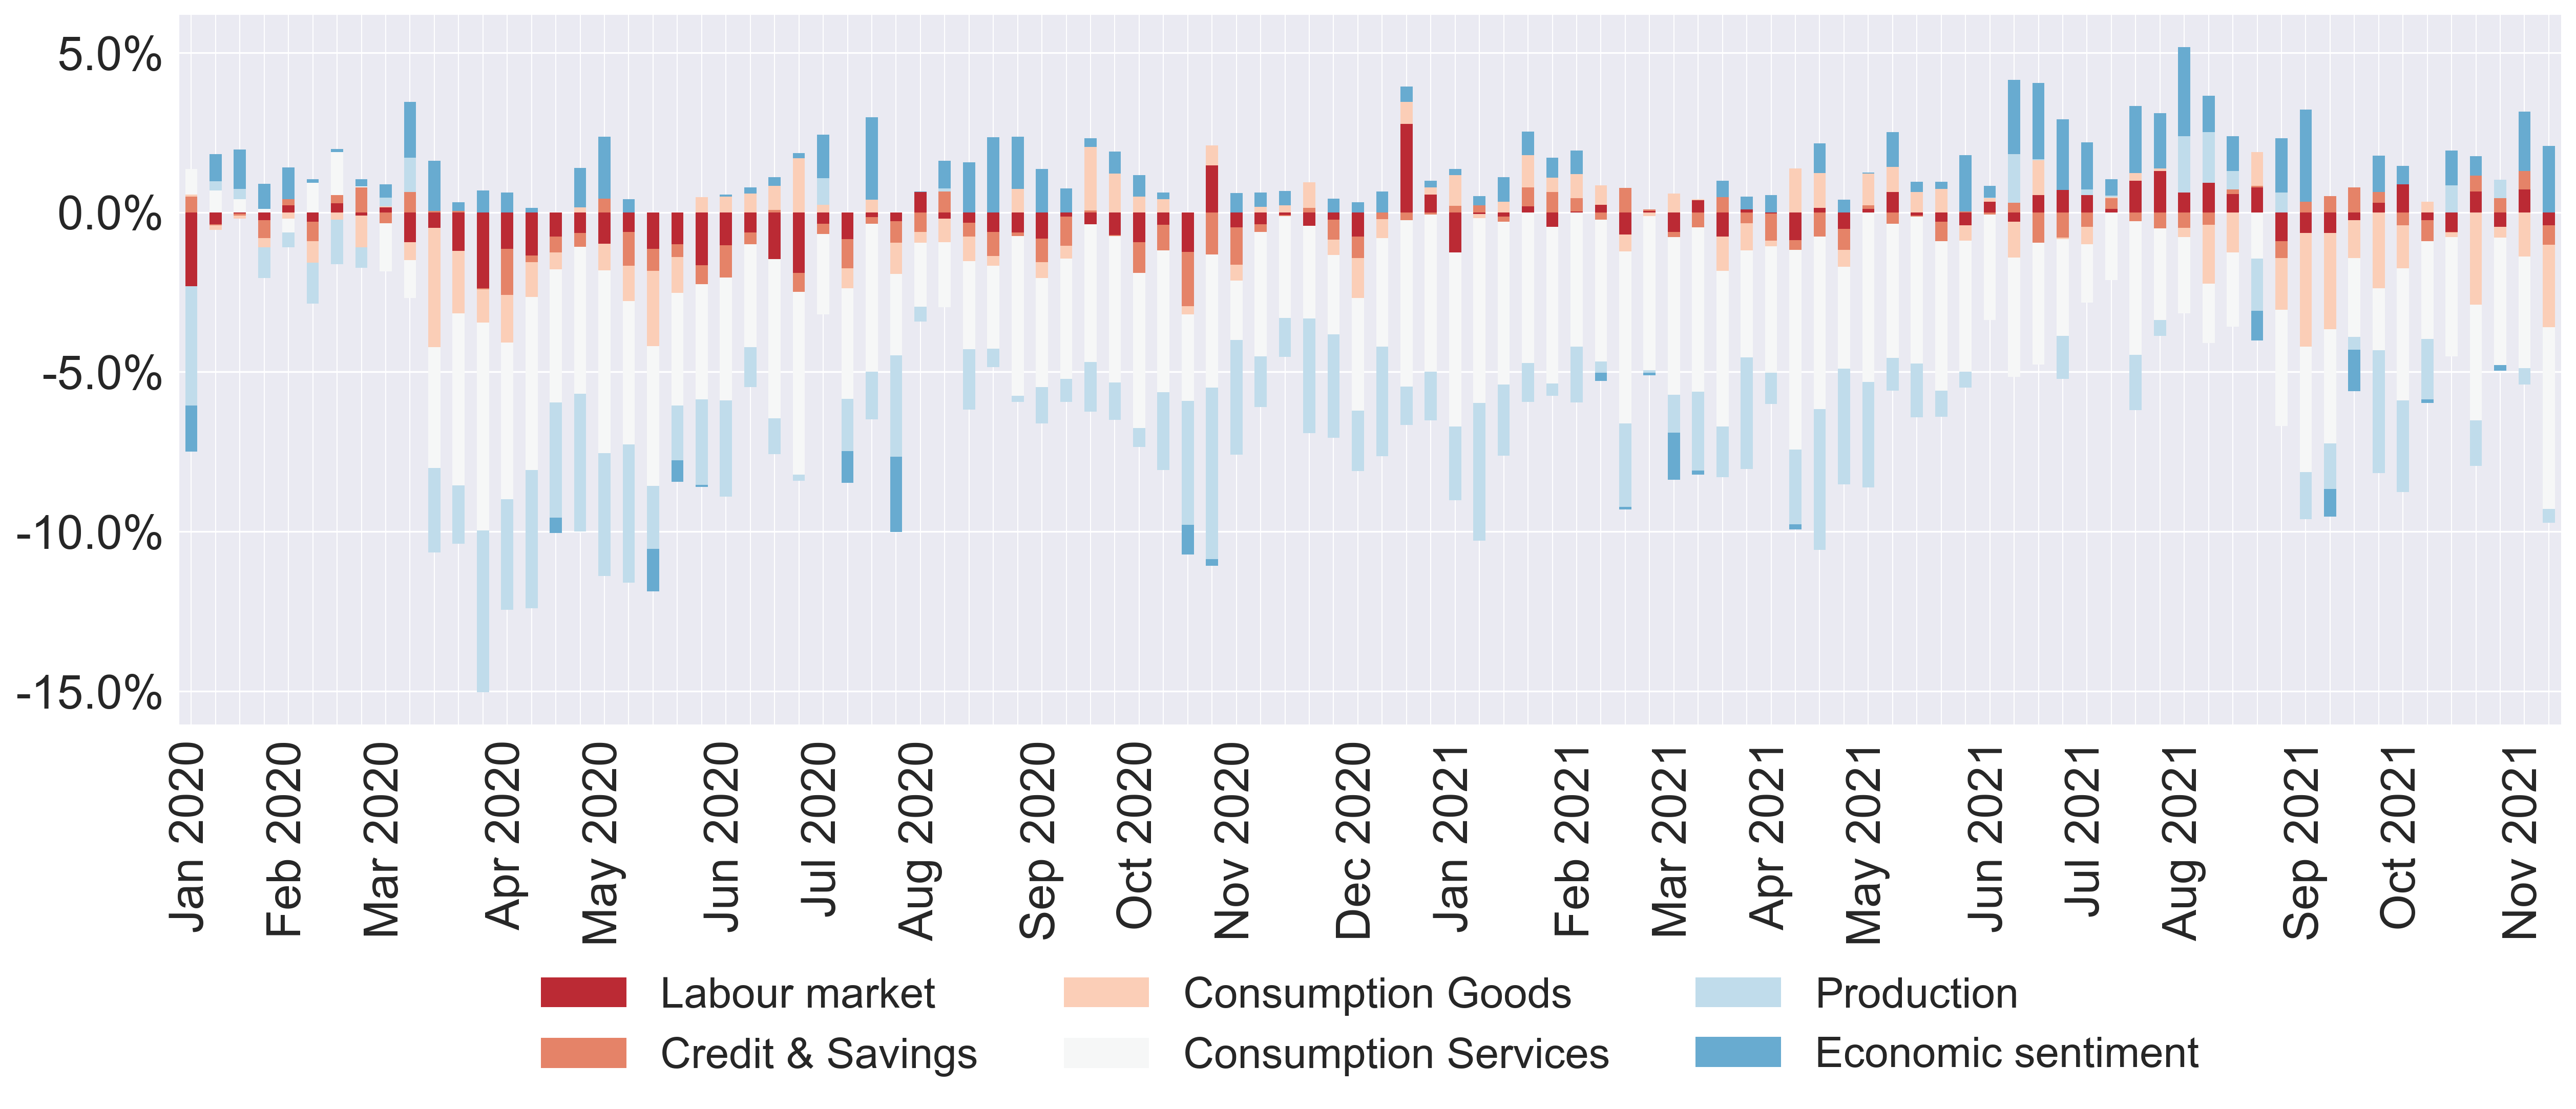 5.0%
0.0%
-5.0%
-10.0%
-15.0%
Jan 2020
Feb 2020
Mar 2020
Apr 2020
May 2020
Jun 2020
Jul 2020
Aug 2020
Sep 2020
Oct 2020
Nov 2020
Dec 2020
Jan 2021
Feb 2021
Mar 2021
Apr 2021
May 2021
Jun 2021
Jul 2021
Aug 2021
Sep 2021
Oct 2021
Nov 2021
Labour market
Consumption Goods
Production
Credit & Savings
Consumption Services
Economic sentiment